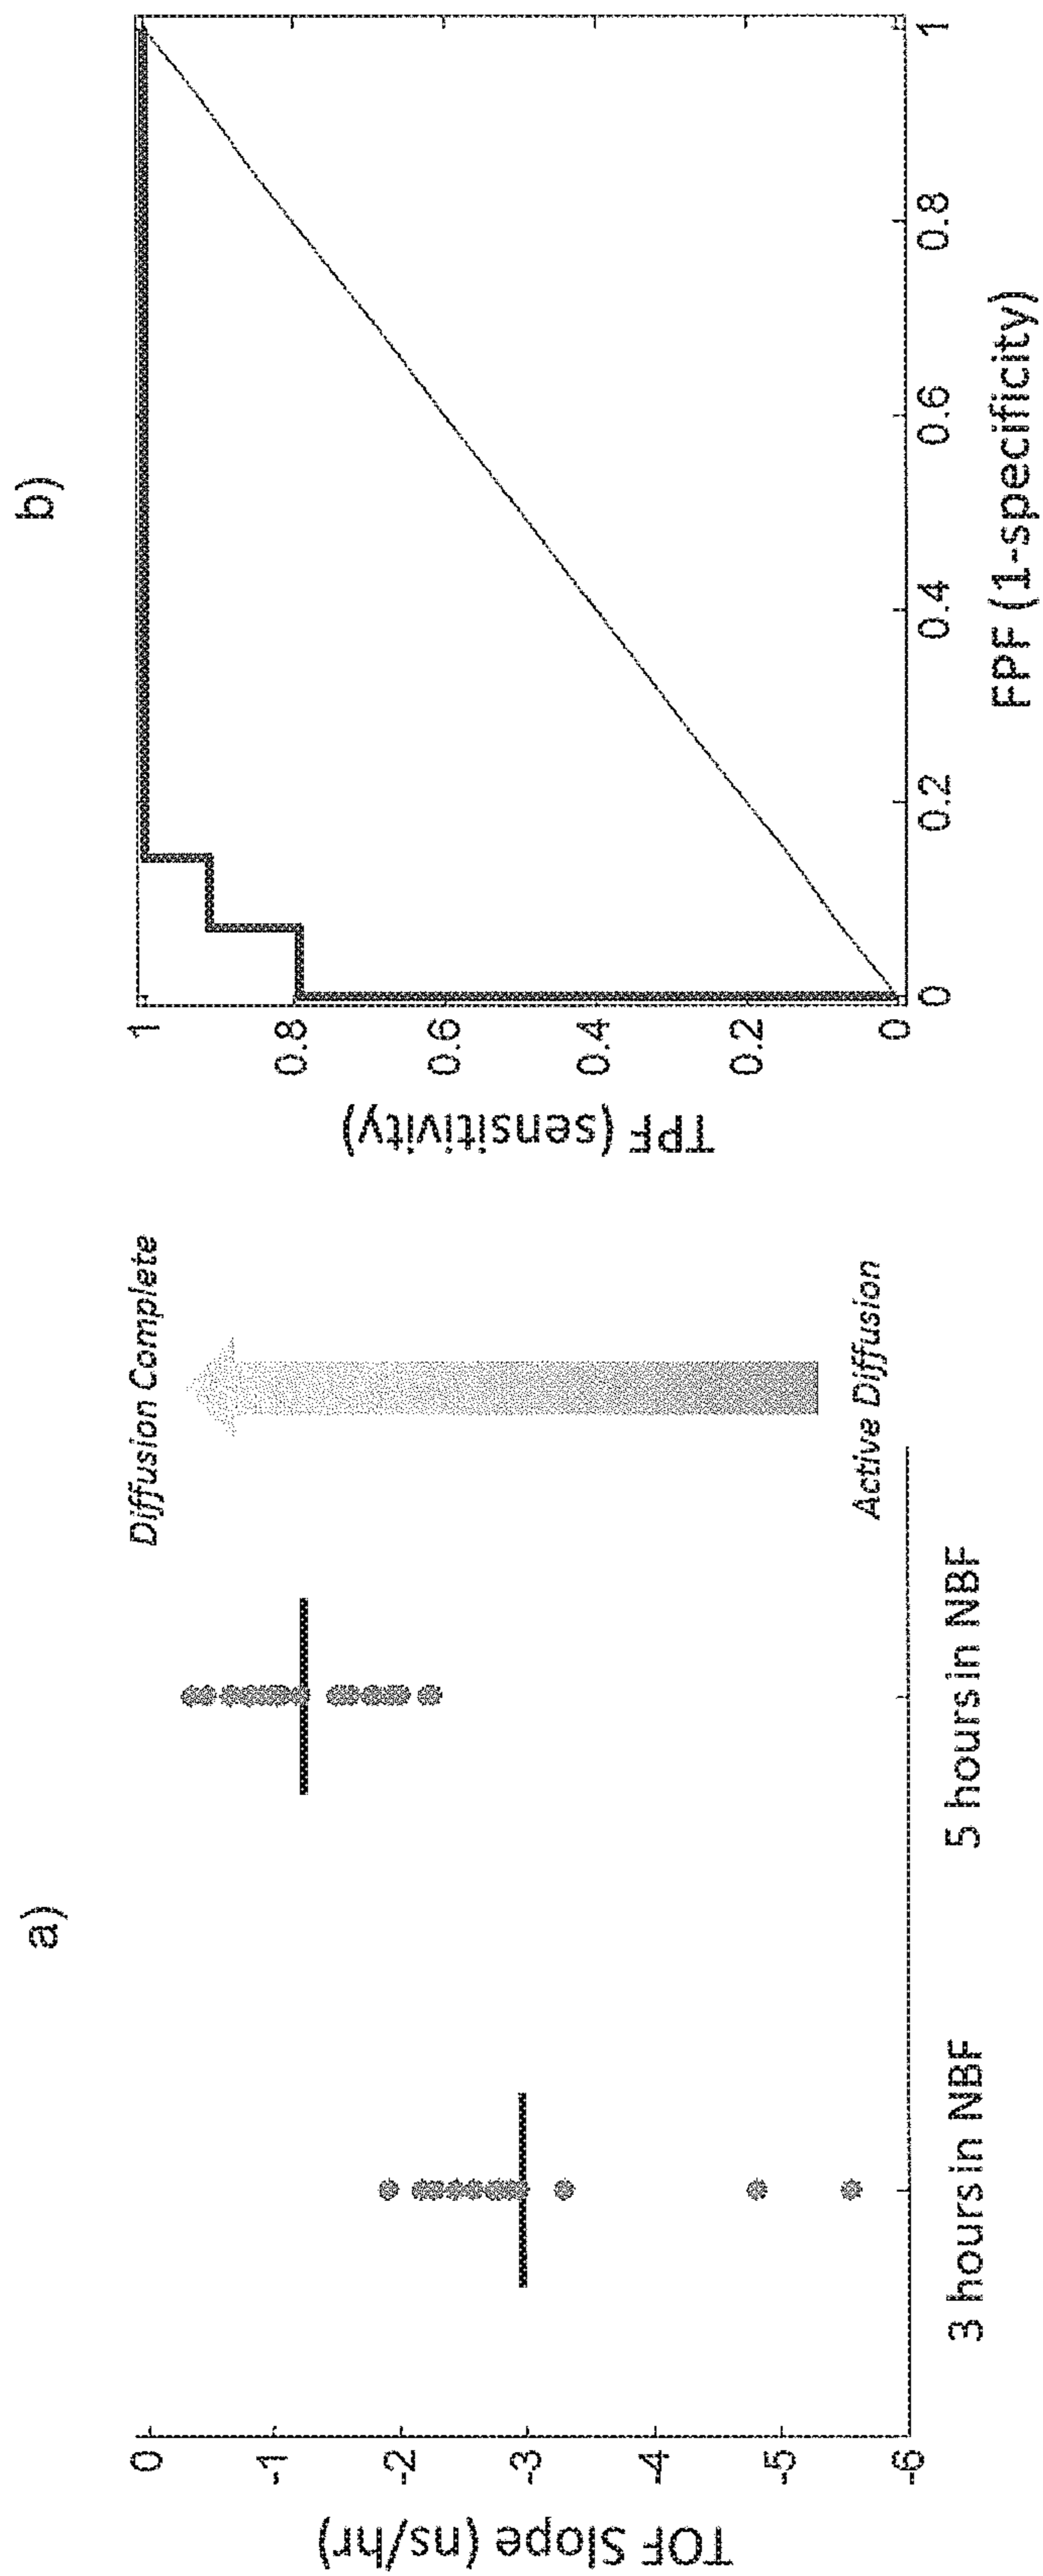 a)
TOF Slope (ns/hr)
0
-1
-2
-3
-4
-5
-6
3 hours in NBF
5 hours in NBF
Diffusion Complete
Active Diffusion
b)
TPF (sensitivity)
1
0.8
0.6
0.4
0.2
0
0
0.2
0.4
0.6
0.8
1
FPF (1-specificity)